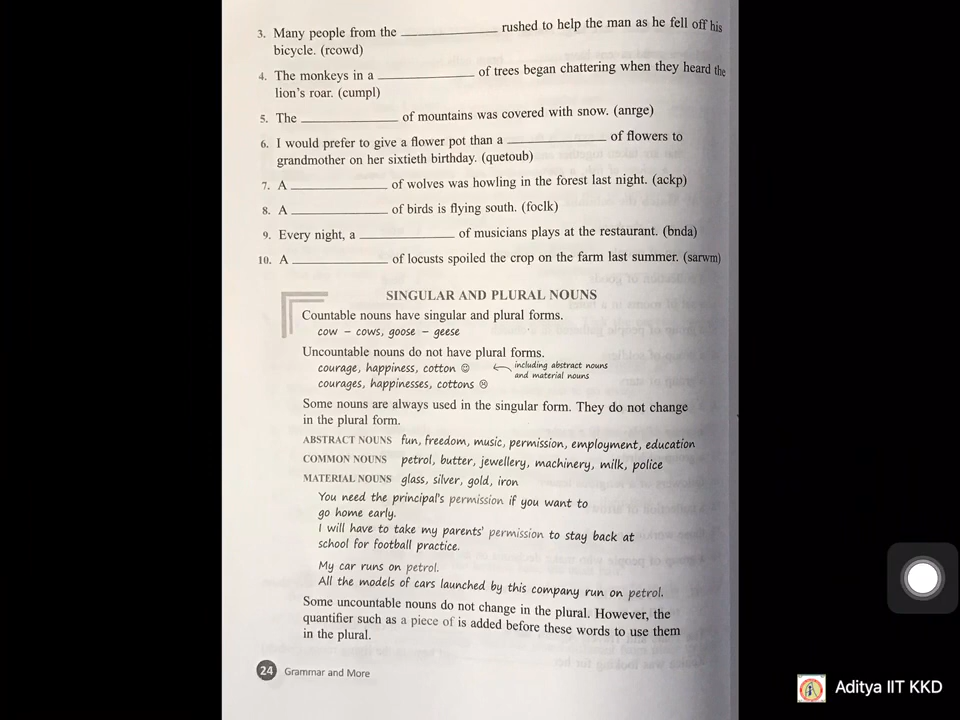 3. Many people from the ____________ rushed to help the man as he fell off his
bicycle. (rcowd)
4. The monkeys in a ____________ of trees began chattering when they heard the
lion's roar. (cumpl)
5. The ____________ of mountains was covered with snow. (anrge)
6. I would prefer to give a flower pot than a ____________ of flowers to
grandmother on her sixtieth birthday. (quetoub)
7. A ____________ of wolves was howling in the forest last night. (ackp)
8. A ____________ of birds is flying south. (foclk)
9. Every night, a ____________ of musicians plays at the restaurant. (bnda)
10. A ____________ of locusts spoiled the crop on the farm last summer. (sarwm)
SINGULAR AND PLURAL NOUNS
Countable nouns have singular and plural forms.
cow – cows, goose – geese
Uncountable nouns do not have plural forms.
courage, happiness, cotton ☺ including abstract nouns
and material nouns
courages, happinesses, cottons ☹
Some nouns are always used in the singular form. They do not change
in the plural form.
ABSTRACT NOUNS fun, freedom, music, permission, employment, education
COMMON NOUNS petrol, butter, jewellery, machinery, milk, police
MATERIAL NOUNS glass, silver, gold, iron
You need the principal's permission if you want to
go home early.
I will have to take my parents' permission to stay back at
school for football practice.
My car runs on petrol.
All the models of cars launched by this company run on petrol.
Some uncountable nouns do not change in the plural. However, the
quantifier such as a piece of is added before these words to use them
in the plural.
24 Grammar and More
Aditya IIT KKD